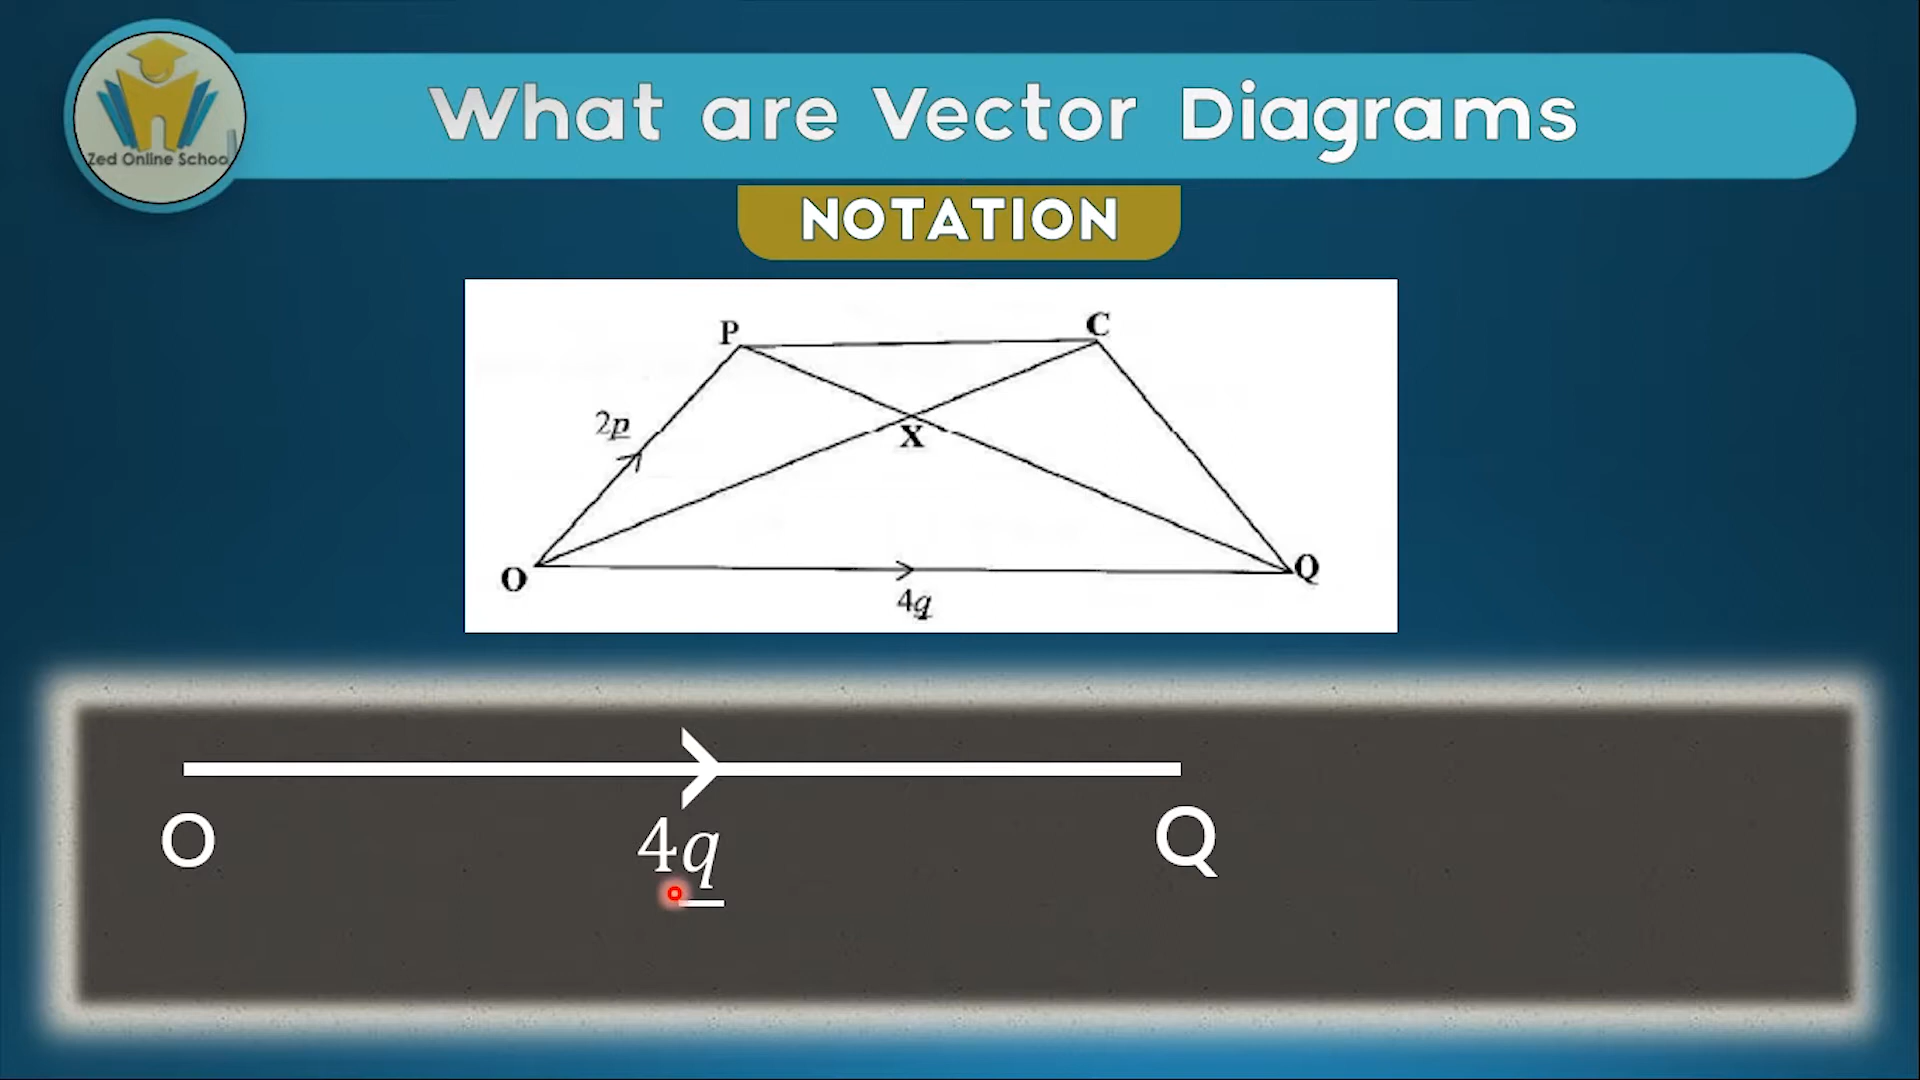 What are Vector Diagrams
Zed Online School
NOTATION
P
C
2p
X
O
Q
4q
O
4q
Q